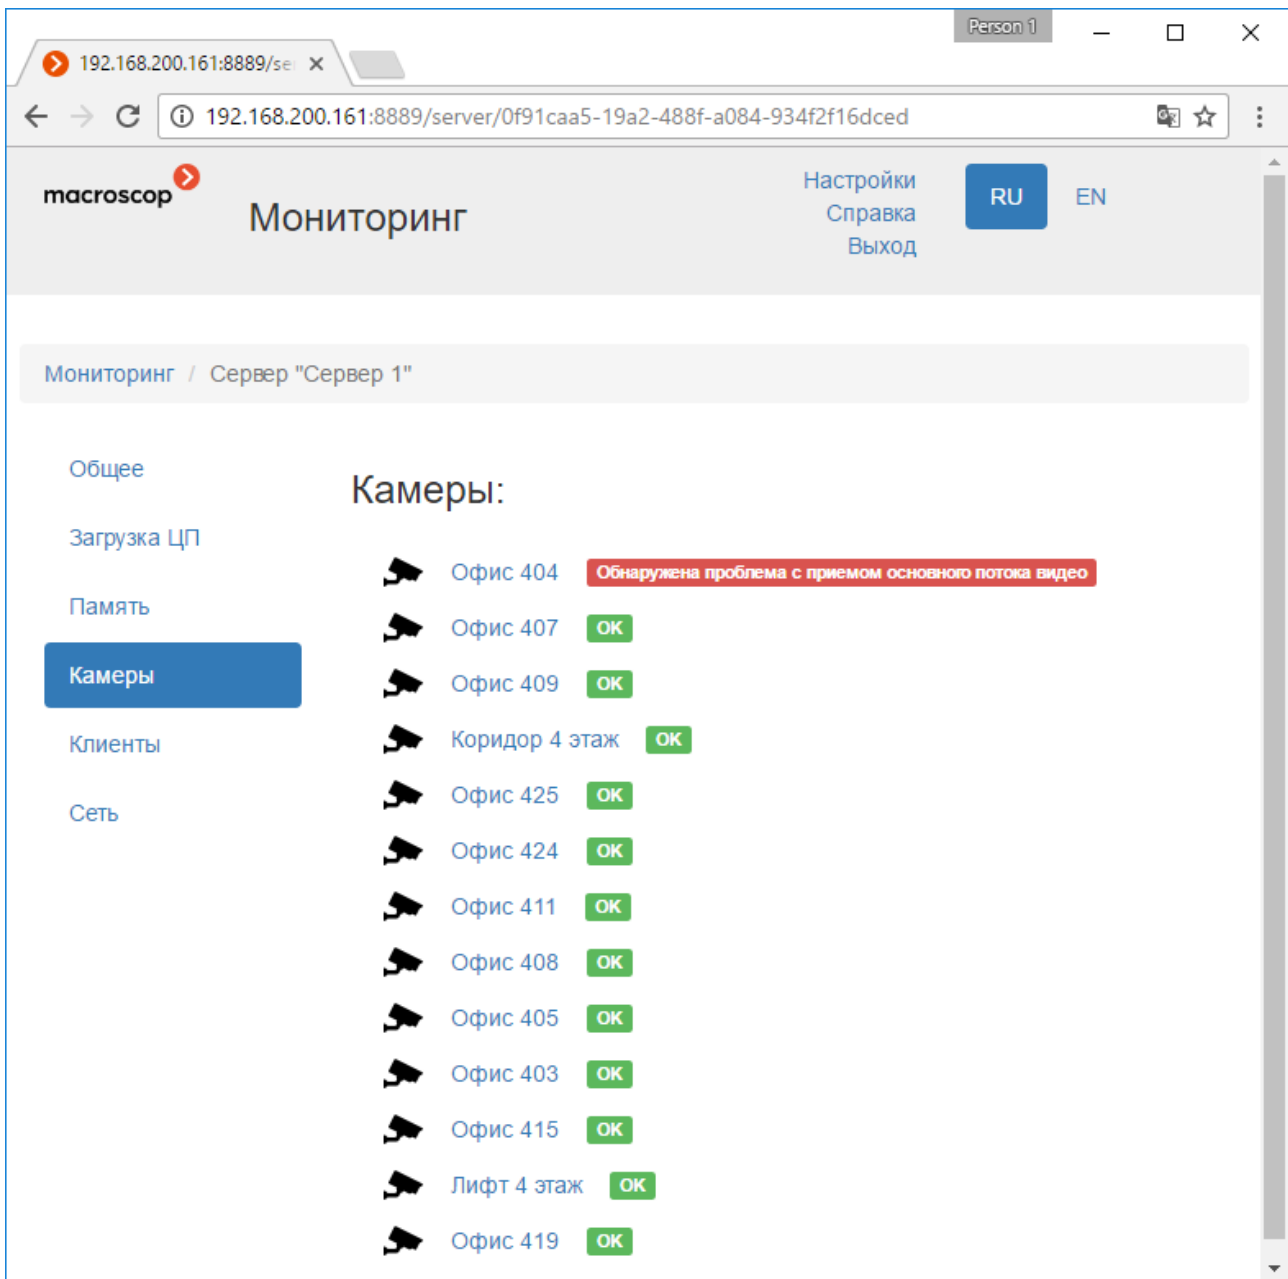 Person 1
192.168.200.161:8889/se
192.168.200.161:8889/server/0f91caa5-19a2-488f-a084-934f2f16dced
macroscop
Мониторинг
Настройки
Справка
Выход
RU
EN
Мониторинг / Сервер "Сервер 1"
Общее
Загрузка ЦП
Память
Камеры
Клиенты
Сеть
Камеры:
Офис 404 Обнаружена проблема с приемом основного потока видео
Офис 407 OK
Офис 409 OK
Коридор 4 этаж OK
Офис 425 OK
Офис 424 OK
Офис 411 OK
Офис 408 OK
Офис 405 OK
Офис 403 OK
Офис 415 OK
Лифт 4 этаж OK
Офис 419 OK